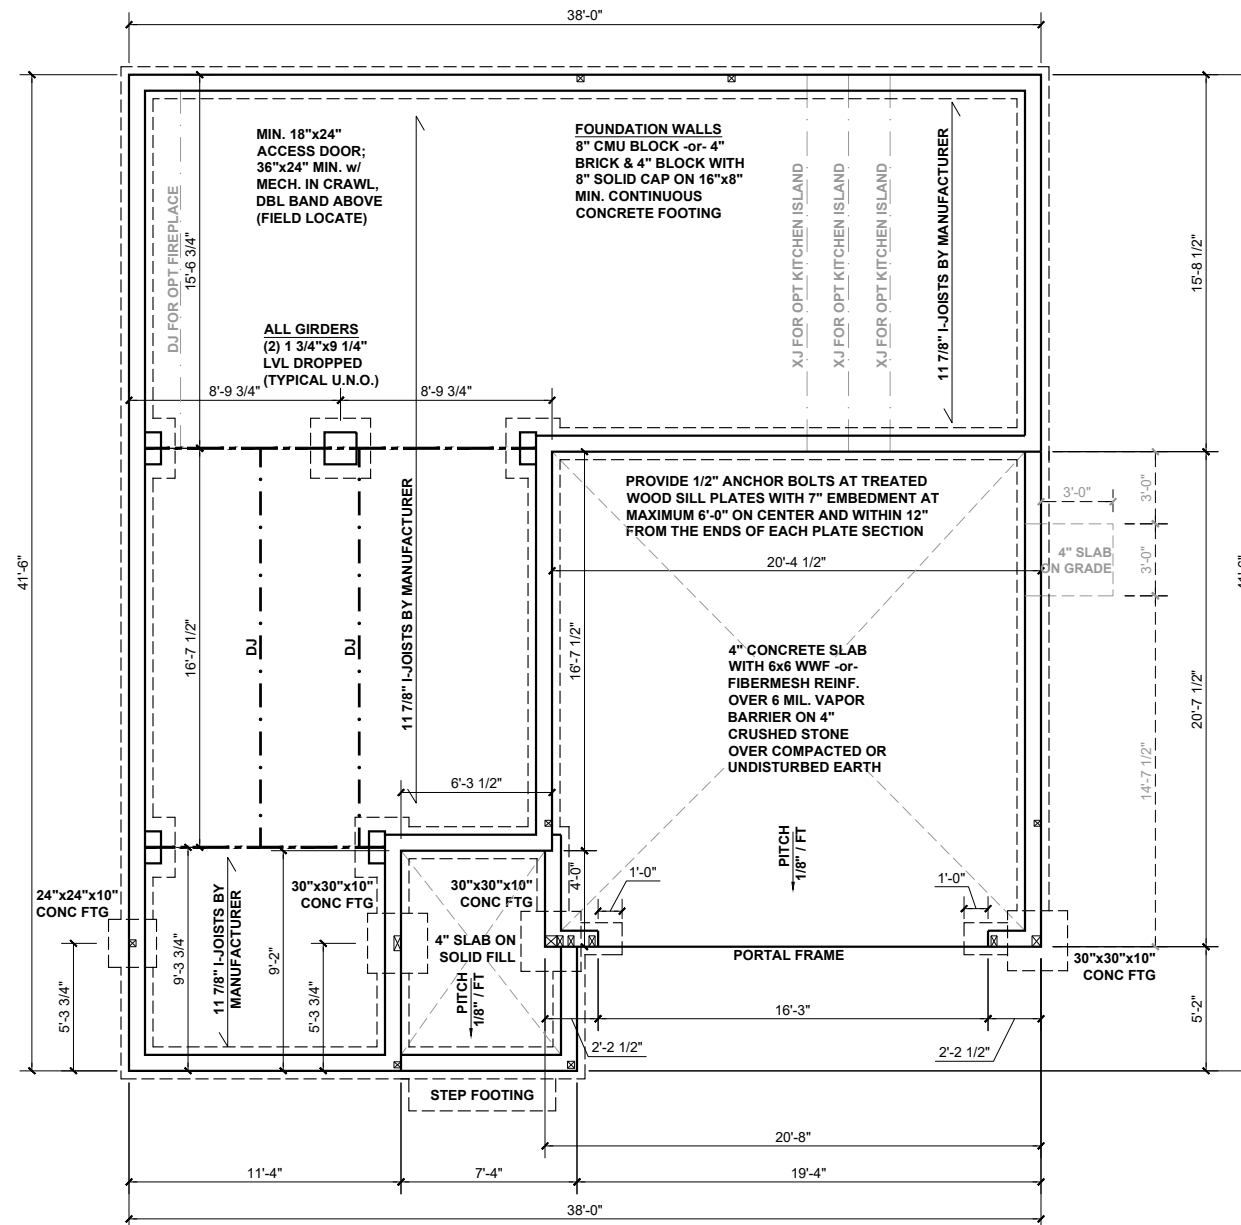 38'-0"
MIN. 18"x24"
ACCESS DOOR;
36"x24" MIN. w/
MECH. IN CRAWL,
DBL BAND ABOVE
(FIELD LOCATE)
FOUNDATION WALLS
8" CMU BLOCK -or- 4"
BRICK & 4" BLOCK WITH
8" SOLID CAP ON 16"x8"
MIN. CONTINUOUS
CONCRETE FOOTING
DJ FOR OPT FIREPLACE
15'-6 3/4"
XJ FOR OPT KITCHEN ISLAND
XJ FOR OPT KITCHEN ISLAND
XJ FOR OPT KITCHEN ISLAND
11 7/8" I-JOISTS BY MANUFACTURER
15'-8 1/2"
ALL GIRDERS
(2) 1 3/4"x9 1/4"
LVL DROPPED
(TYPICAL U.N.O.)
8'-9 3/4"
8'-9 3/4"
41'-6"
PROVIDE 1/2" ANCHOR BOLTS AT TREATED
WOOD SILL PLATES WITH 7" EMBEDMENT AT
MAXIMUM 6'-0" ON CENTER AND WITHIN 12"
FROM THE ENDS OF EACH PLATE SECTION
3'-0"
3'-0"
20'-4 1/2"
4" SLAB
ON GRADE
3'-0"
11 7/8" I-JOISTS BY MANUFACTURER
DJ
DJ
16'-7 1/2"
16'-7 1/2"
4" CONCRETE SLAB
WITH 6x6 WWF -or-
FIBERMESH REINF.
OVER 6 MIL. VAPOR
BARRIER ON 4"
CRUSHED STONE
OVER COMPACTED OR
UNDISTURBED EARTH
20'-7 1/2"
14'-7 1/2"
6'-3 1/2"
PITCH
1/8" / FT
4'-0"
1'-0"
1'-0"
24"x24"x10"
CONC FTG
11 7/8" I-JOISTS BY
MANUFACTURER
30"x30"x10"
CONC FTG
30"x30"x10"
CONC FTG
4" SLAB ON
SOLID FILL
PORTAL FRAME
30"x30"x10"
CONC FTG
9'-3 3/4"
9'-2"
5'-3 3/4"
5'-3 3/4"
PITCH
1/8" / FT
16'-3"
5'-2"
2'-2 1/2"
2'-2 1/2"
STEP FOOTING
20'-8"
11'-4"
7'-4"
19'-4"
38'-0"